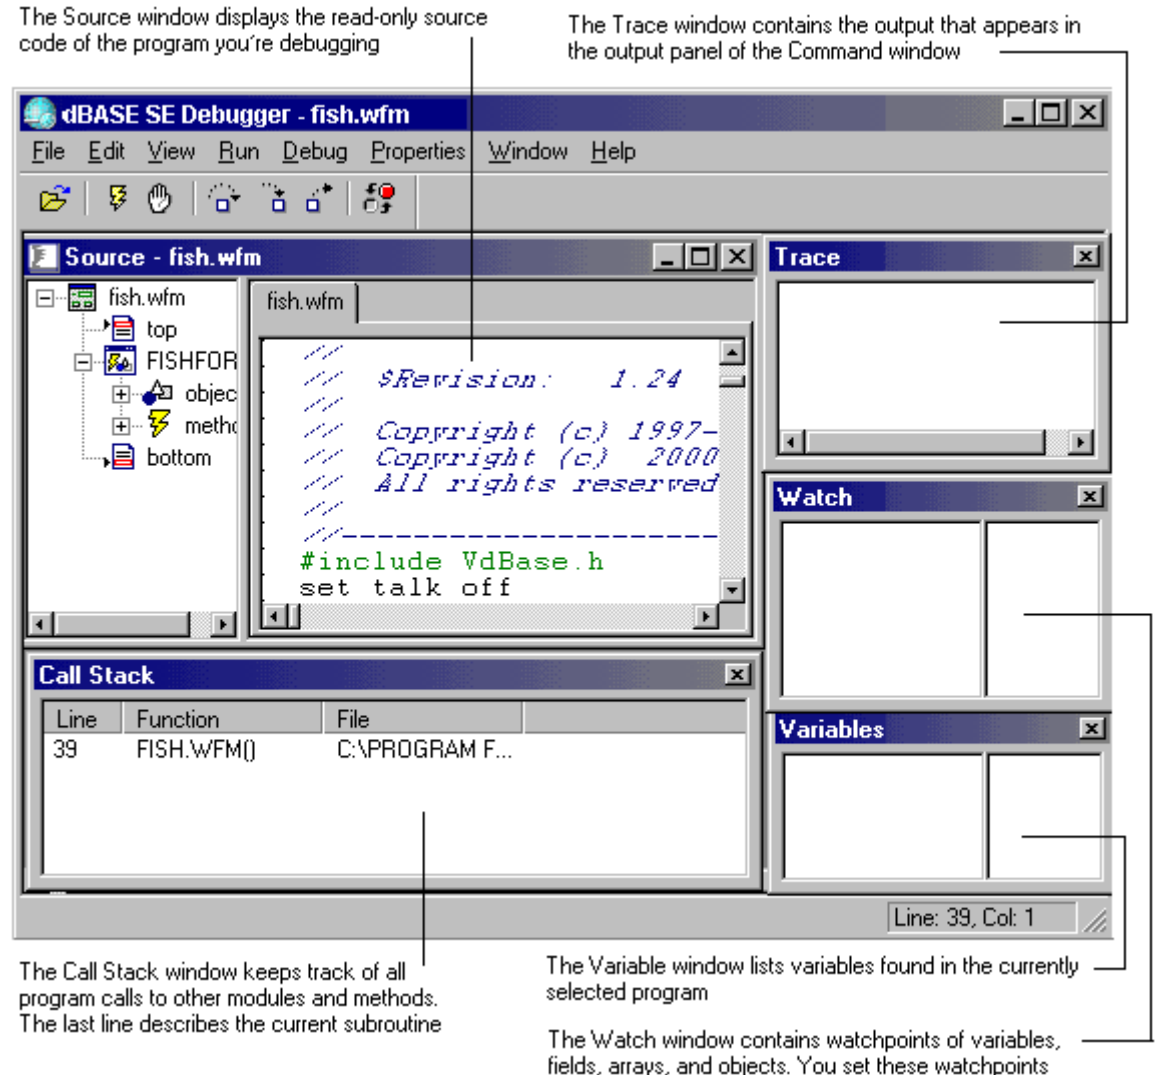 The Source window displays the read-only source
code of the program you're debugging
The Trace window contains the output that appears in
the output panel of the Command window
dBASE SE Debugger - fish.wfm
File Edit View Run Debug Properties Window Help
Source - fish.wfm
fish.wfm
top
FISHFOR
objec
metho
bottom
fish.wfm
//
// $Revision: 1.24
//
// Copyright (c) 1997-
// Copyright (c) 2000
// All rights reserved
//
//---------------------
#include VdBase.h
set talk off
Trace
Watch
Call Stack
Line Function File
39 FISH.WFM() C:\PROGRAM F...
Variables
Line: 39, Col: 1
The Call Stack window keeps track of all
program calls to other modules and methods.
The last line describes the current subroutine
The Variable window lists variables found in the currently
selected program
The Watch window contains watchpoints of variables,
fields, arrays, and objects. You set these watchpoints